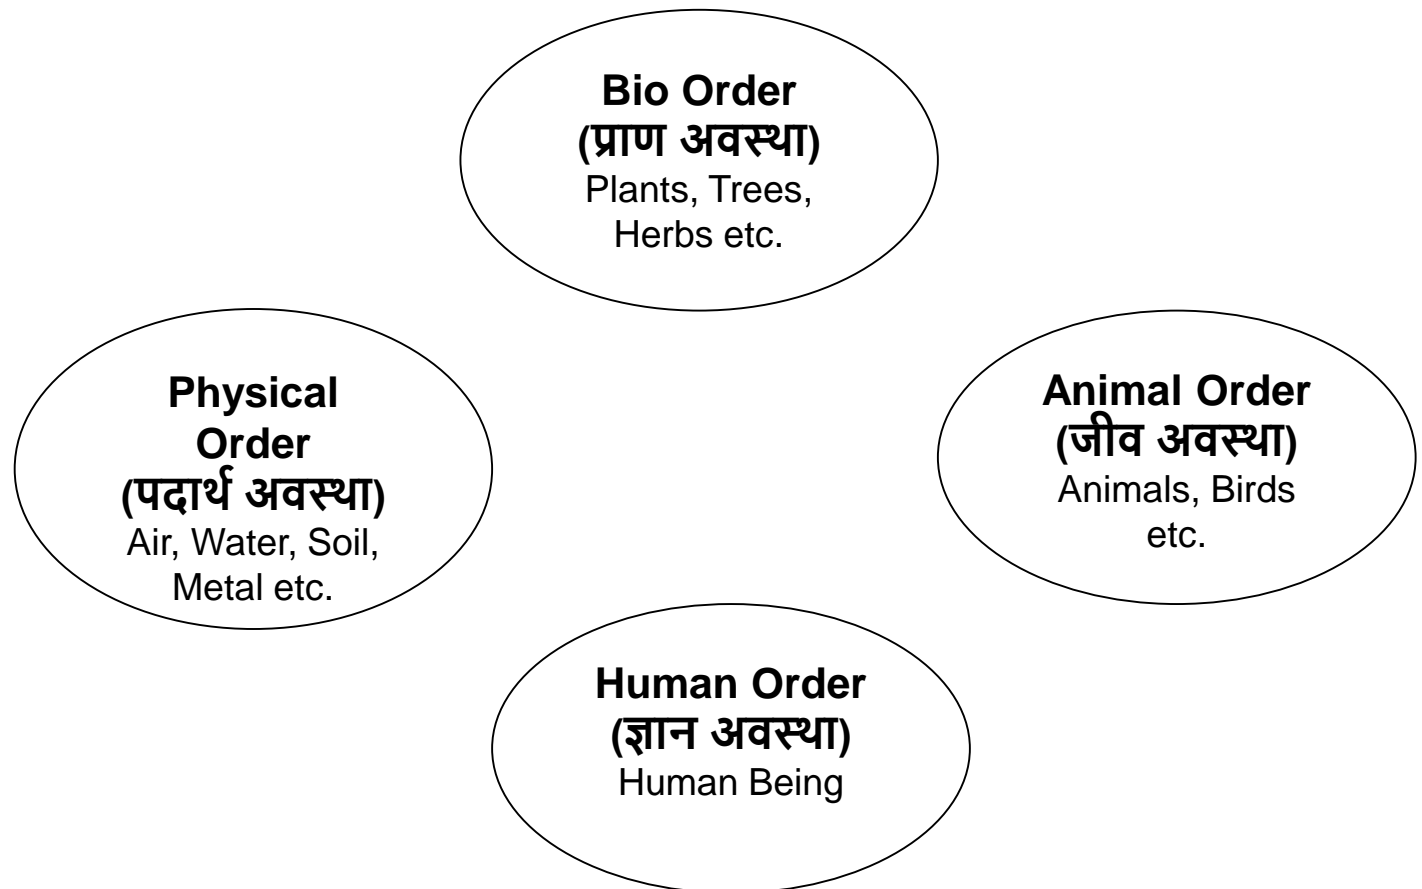 Bio Order
(प्राण अवस्था)
Plants, Trees,
Herbs etc.
Physical
Order
(पदार्थ अवस्था)
Air, Water, Soil,
Metal etc.
Animal Order
(जीव अवस्था)
Animals, Birds
etc.
Human Order
(ज्ञान अवस्था)
Human Being